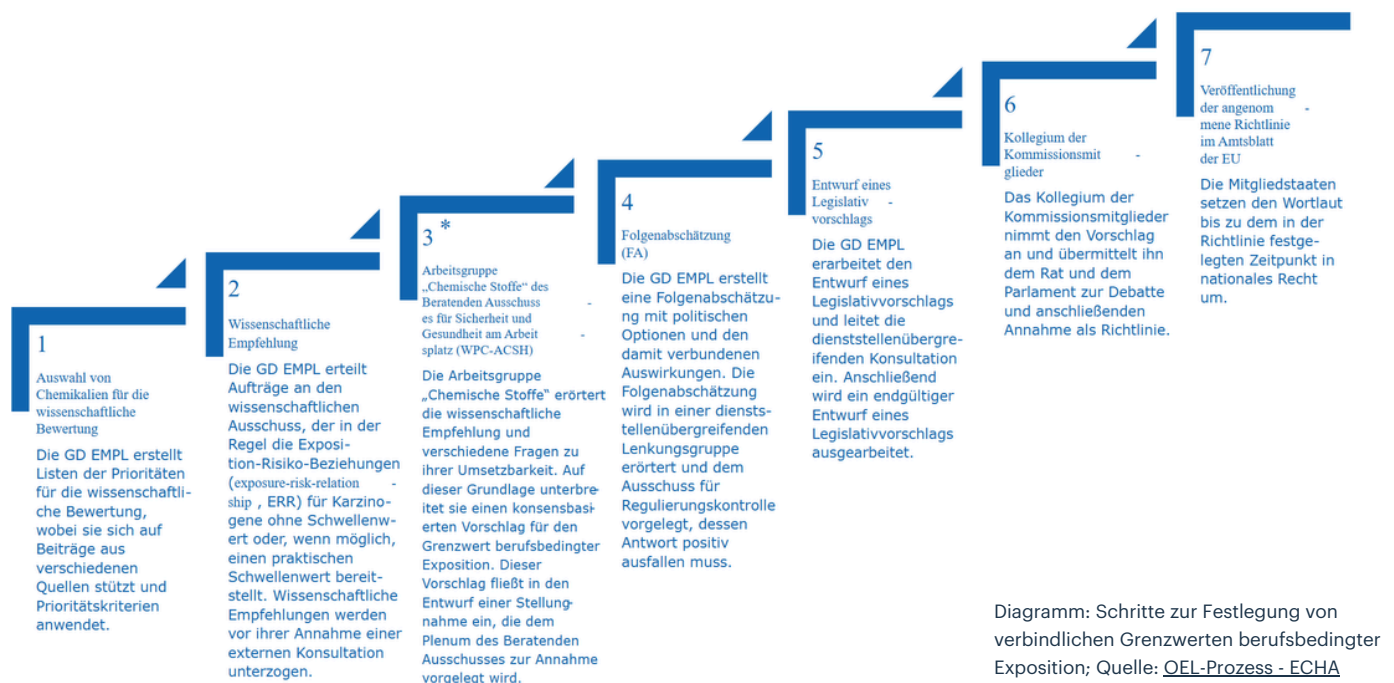 1
Auswahl von
Chemikalien für die
wissenschaftliche
Bewertung
Die GD EMPL erstellt
Listen der Prioritäten
für die wissenschaftli-
che Bewertung,
wobei sie sich auf
Beiträge aus
verschiedenen
Quellen stützt und
Prioritätskriterien
anwendet.
2
Wissenschaftliche
Empfehlung
Die GD EMPL erteilt
Aufträge an den
wissenschaftlichen
Ausschuss, der in der
Regel die Exposi-
tion-Risiko-Beziehungen
(exposure-risk-relation -
ship , ERR) für Karzino-
gene ohne Schwellenw-
ert oder, wenn möglich,
einen praktischen
Schwellenwert bereit-
stellt. Wissenschaftliche
Empfehlungen werden
vor ihrer Annahme einer
externen Konsultation
unterzogen.
3 *
Arbeitsgruppe
„Chemische Stoffe“ des
Beratenden Ausschuss -
es für Sicherheit und
Gesundheit am Arbeit -
splatz (WPC-ACSH)
Die Arbeitsgruppe
„Chemische Stoffe“ erörtert
die wissenschaftliche
Empfehlung und
verschiedene Fragen zu
ihrer Umsetzbarkeit. Auf
dieser Grundlage unterbre-
itet sie einen konsensbasi-
erten Vorschlag für den
Grenzwert berufsbedingter
Exposition. Dieser
Vorschlag fließt in den
Entwurf einer Stellung-
nahme ein, die dem
Plenum des Beratenden
Ausschusses zur Annahme
vorgelegt wird.
4
Folgenabschätzung
(FA)
Die GD EMPL erstellt
eine Folgenabschätzu-
ng mit politischen
Optionen und den
damit verbundenen
Auswirkungen. Die
Folgenabschätzung
wird in einer dienst​s-
tellenübergreifenden
Lenkungsgruppe
erörtert und dem
Ausschuss für
Regulierungskontrolle
vorgelegt, dessen
Antwort positiv
ausfallen muss.
5
Entwurf eines
Legislativ -
vorschlags
Die GD EMPL
erarbeitet den
Entwurf eines
Legislativvorschlags
und leitet die
dienststellenübergre-
ifenden Konsultation
ein. Anschließend
wird ein endgültiger
Entwurf eines
Legislativvorschlags
ausgearbeitet.
6
Kollegium der
Kommissionsmit -
glieder
Das Kollegium der
Kommissionsmitglieder
nimmt den Vorschlag
an und übermittelt ihn
dem Rat und dem
Parlament zur Debatte
und anschließenden
Annahme als Richtlinie.
7
Veröffentlichung
der angenom -
mene Richtlinie
im Amtsblatt
der EU
Die Mitgliedstaaten
setzen den Wortlaut
bis zu dem in der
Richtlinie festge-
legten Zeitpunkt in
nationales Recht
um.
Diagramm: Schritte zur Festlegung von
verbindlichen Grenzwerten berufsbedingter
Exposition; Quelle: OEL-Prozess - ECHA